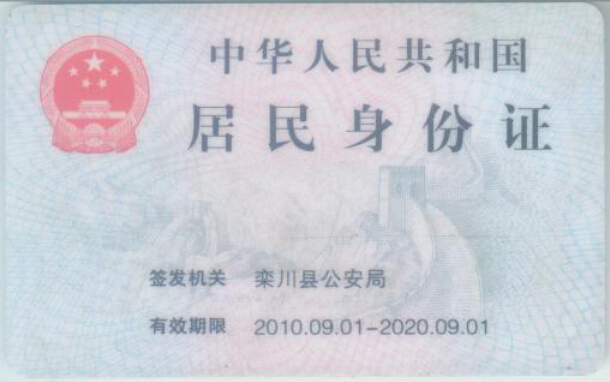 中华人民共和国
居民身份证
签发机关 栾川县公安局
有效期限 2010.09.01-2020.09.01